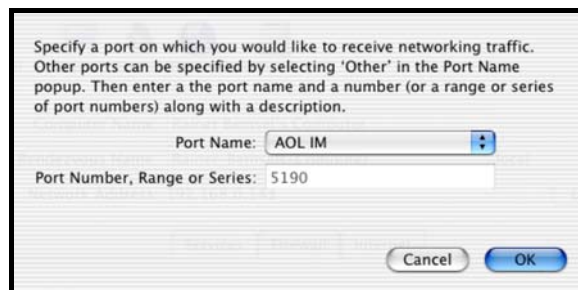 Specify a port on which you would like to receive networking traffic.
Other ports can be specified by selecting 'Other' in the Port Name
popup. Then enter a the port name and a number (or a range or series
of port numbers) along with a description.
Port Name: AOL IM
Port Number, Range or Series: 5190
Cancel OK